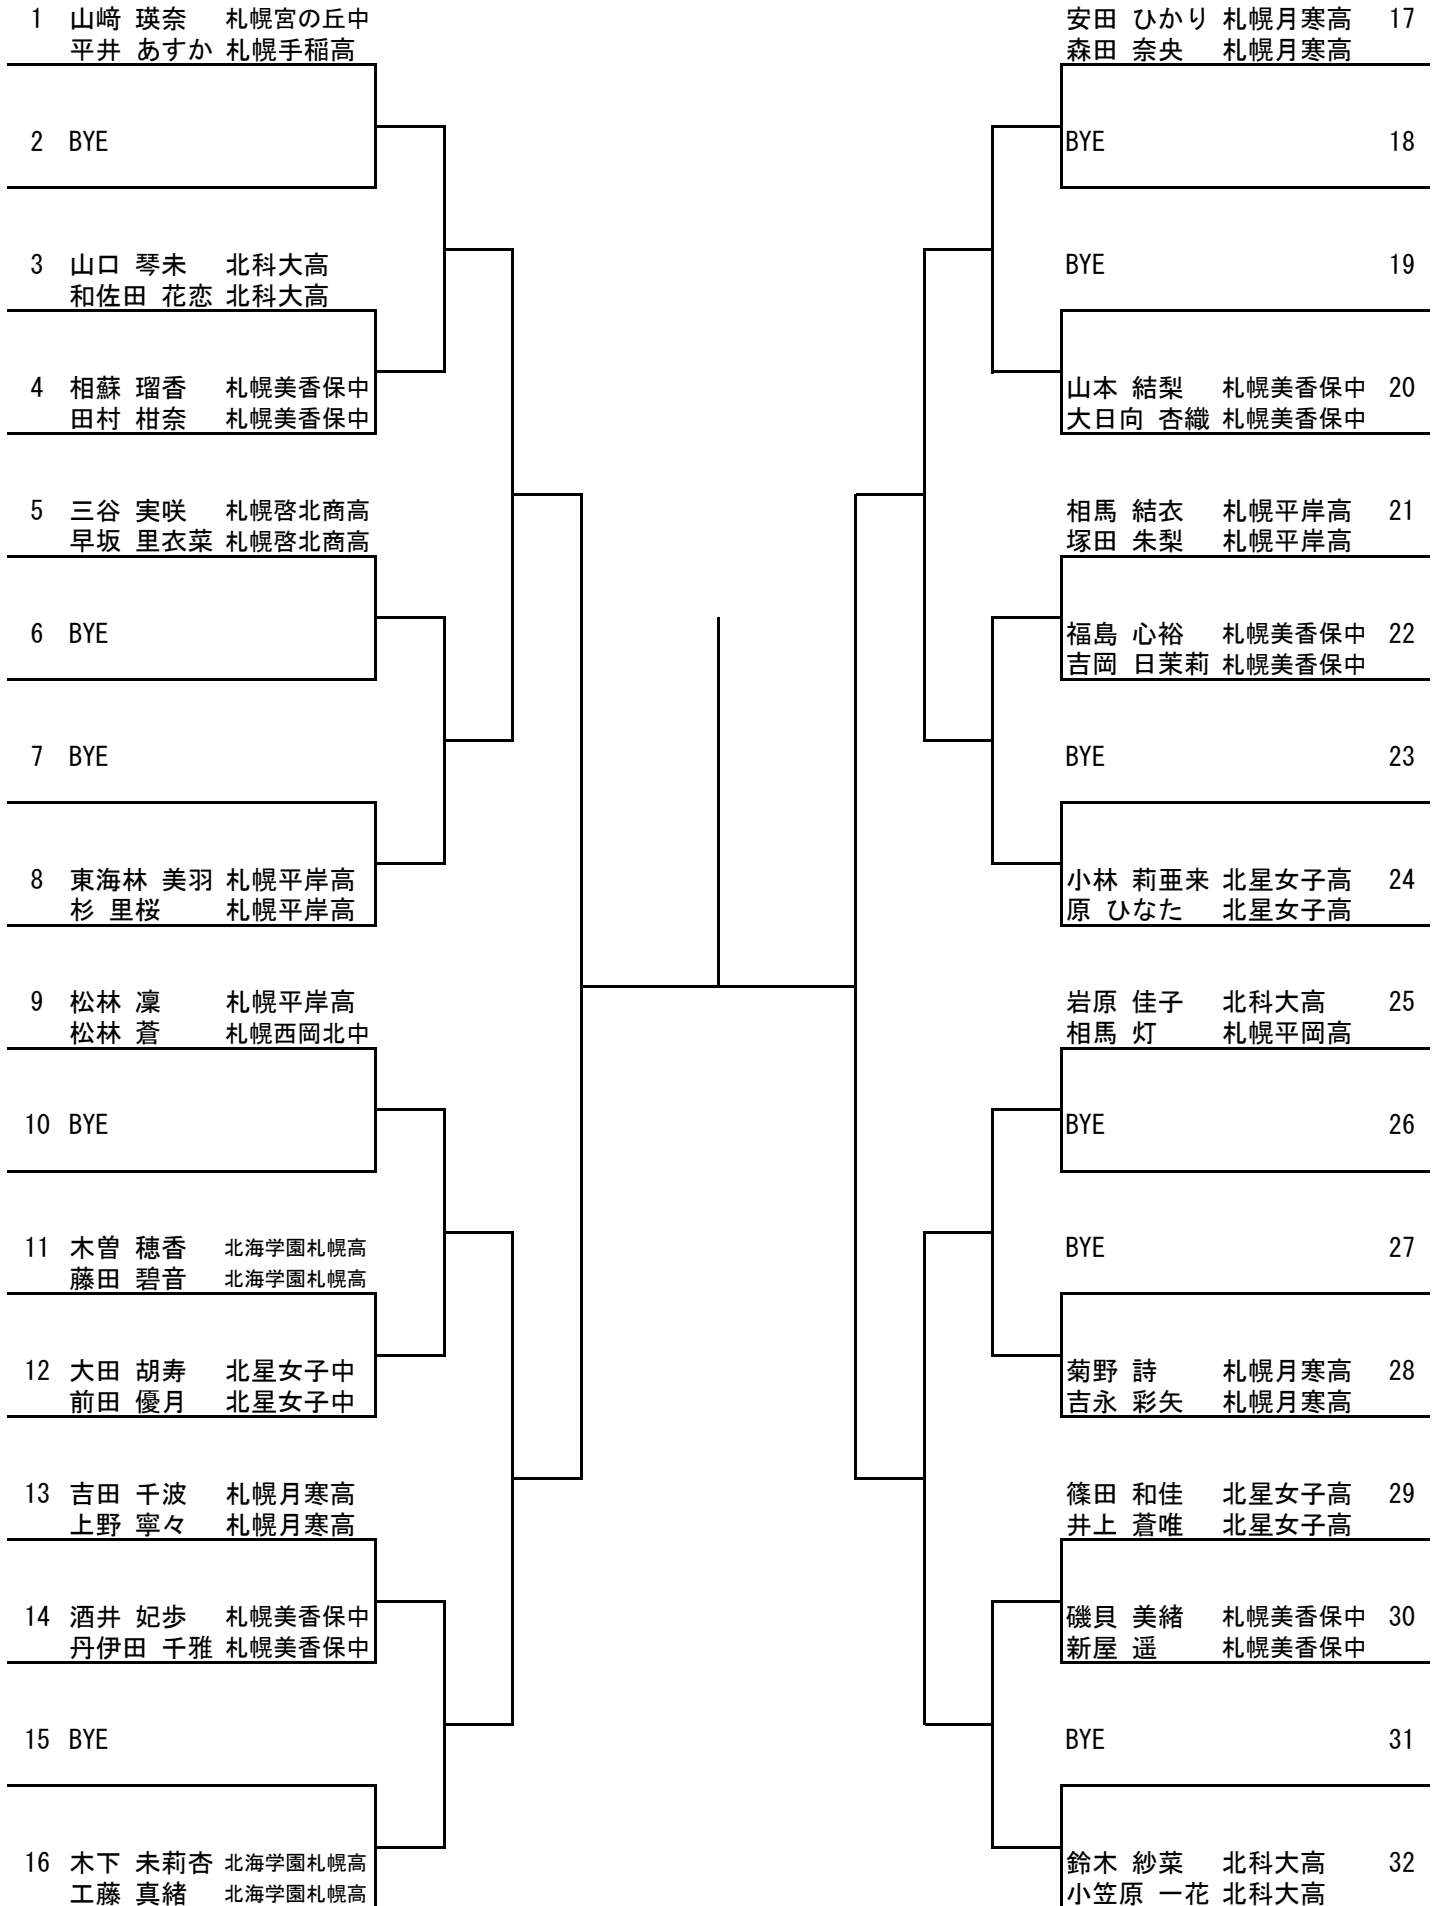 1 山﨑 瑛奈 札幌宮の丘中
平井 あすか 札幌手稲高
2 BYE
3 山口 琴未 北科大高
和佐田 花恋 北科大高
4 相蘇 瑠香 札幌美香保中
田村 柑奈 札幌美香保中
5 三谷 実咲 札幌啓北商高
早坂 里衣菜 札幌啓北商高
6 BYE
7 BYE
8 東海林 美羽 札幌平岸高
杉 里桜 札幌平岸高
9 松林 凜 札幌平岸高
松林 蒼 札幌西岡北中
10 BYE
11 木曽 穂香 北海学園札幌高
藤田 碧音 北海学園札幌高
12 大田 胡寿 北星女子中
前田 優月 北星女子中
13 吉田 千波 札幌月寒高
上野 寧々 札幌月寒高
14 酒井 妃歩 札幌美香保中
丹伊田 千雅 札幌美香保中
15 BYE
16 木下 未莉杏 北海学園札幌高
工藤 真緒 北海学園札幌高
安田 ひかり 札幌月寒高 17
森田 奈央 札幌月寒高
BYE 18
BYE 19
山本 結梨 札幌美香保中 20
大日向 杏織 札幌美香保中
相馬 結衣 札幌平岸高 21
塚田 朱梨 札幌平岸高
福島 心裕 札幌美香保中 22
吉岡 日茉莉 札幌美香保中
BYE 23
小林 莉亜来 北星女子高 24
原 ひなた 北星女子高
岩原 佳子 北科大高 25
相馬 灯 札幌平岡高
BYE 26
BYE 27
菊野 詩 札幌月寒高 28
吉永 彩矢 札幌月寒高
篠田 和佳 北星女子高 29
井上 蒼唯 北星女子高
磯貝 美緒 札幌美香保中 30
新屋 遥 札幌美香保中
BYE 31
鈴木 紗菜 北科大高 32
小笠原 一花 北科大高